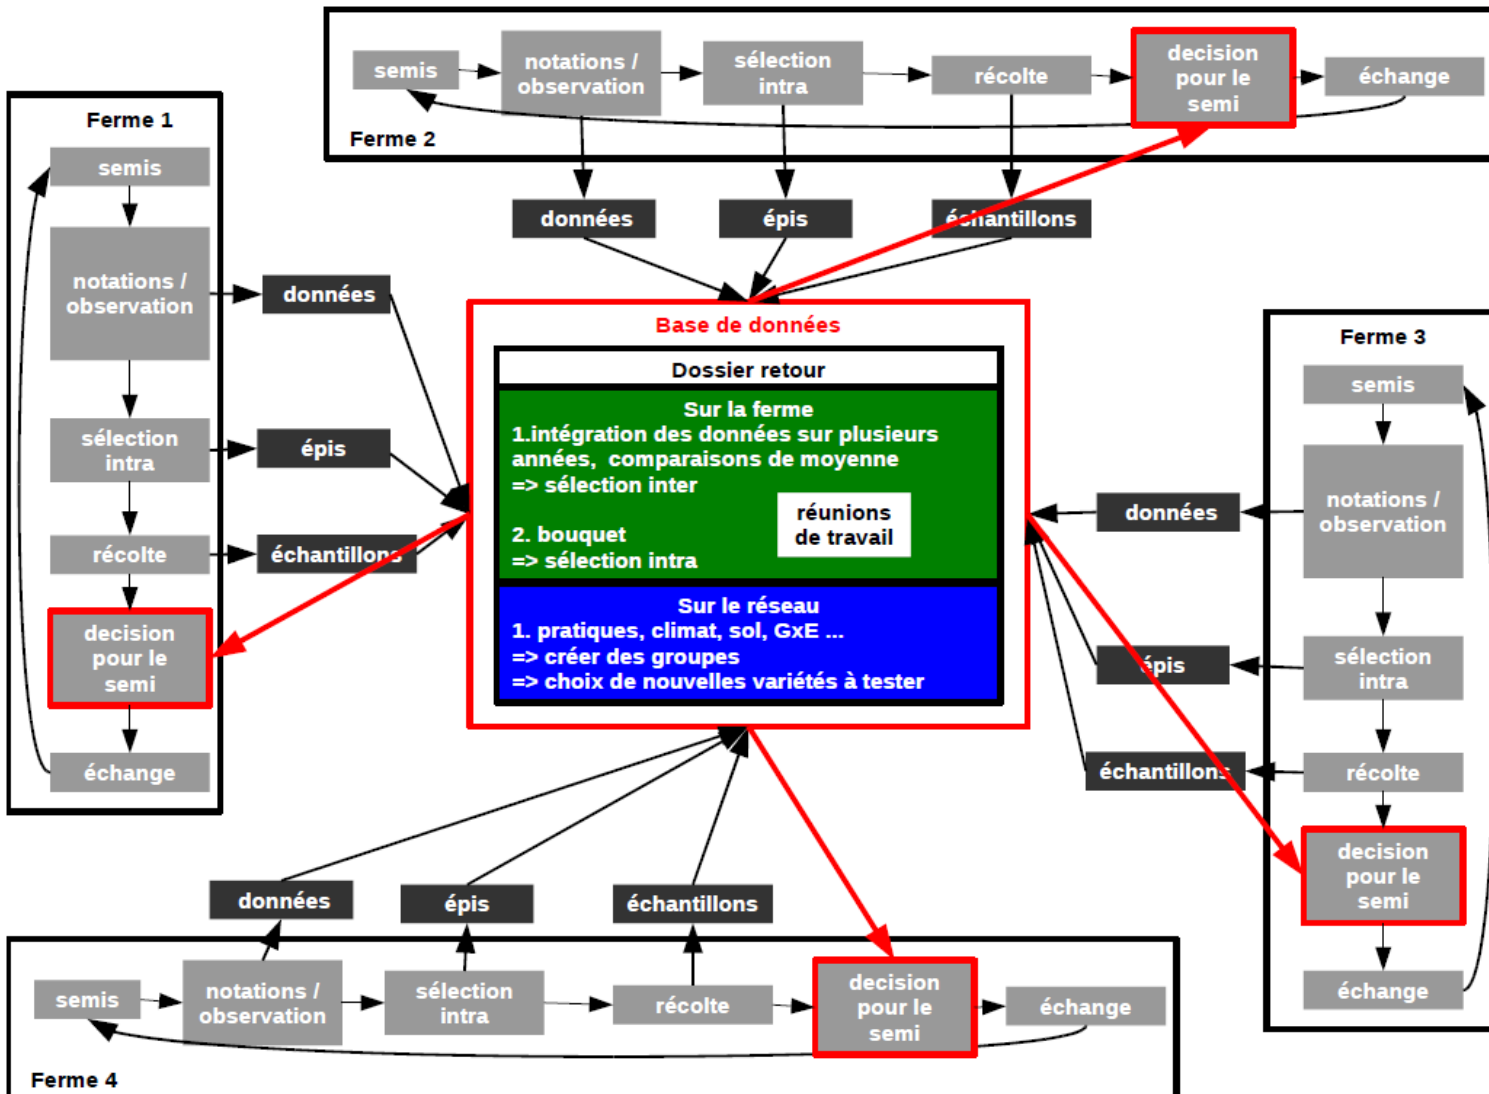 semis
notations /
observation
sélection
intra
récolte
decision
pour le
semi
échange
Ferme 2
données
épis
échantillons
Ferme 1
semis
notations /
observation
sélection
intra
récolte
decision
pour le
semi
échange
données
épis
échantillons
Base de données
Dossier retour
Sur la ferme
1.intégration des données sur plusieurs
années, comparaisons de moyenne
=> sélection inter
2. bouquet
=> sélection intra
réunions
de travail
Sur le réseau
1. pratiques, climat, sol, GxE ...
=> créer des groupes
=> choix de nouvelles variétés à tester
Ferme 3
semis
notations /
observation
sélection
intra
récolte
decision
pour le
semi
échange
données
épis
échantillons
données
épis
échantillons
semis
notations /
observation
sélection
intra
récolte
decision
pour le
semi
échange
Ferme 4